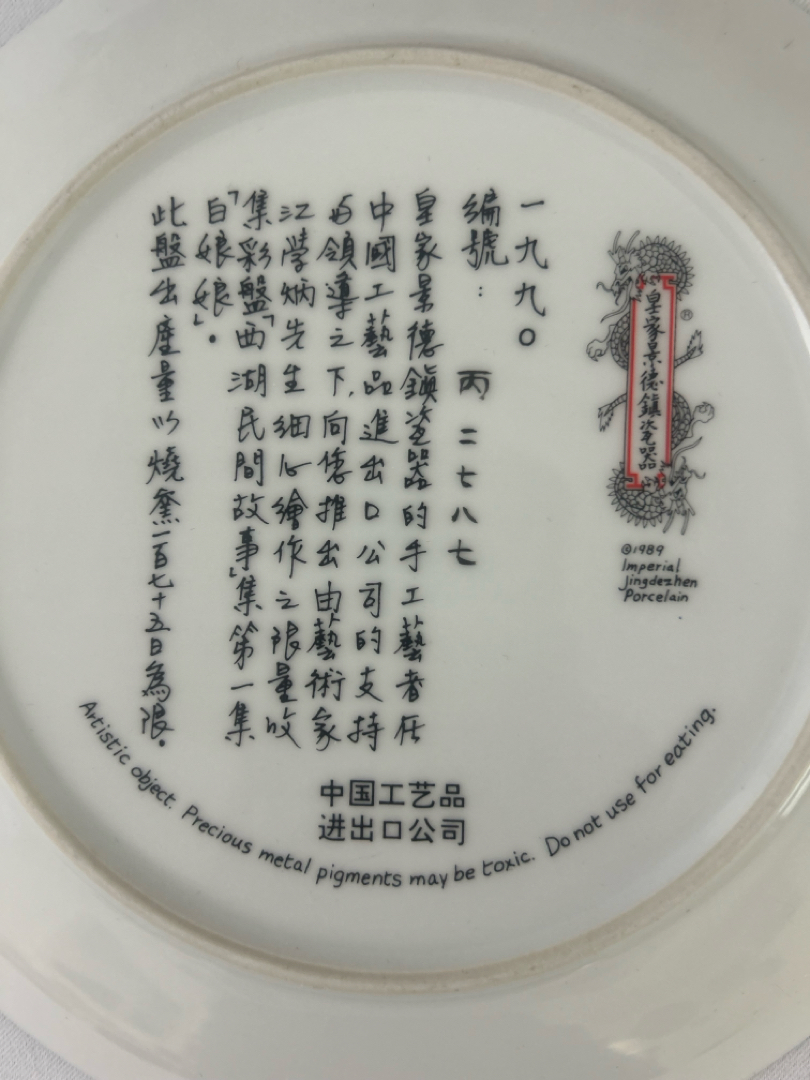 皇家景德鎮瓷器
®
©1989
Imperial
Jingdezhen
Porcelain
一九九〇
編號：丙二七八七
皇家景德鎮瓷器的手工藝者在
中國工藝品進出口公司的支持
與領導之下,向您推出由藝術家
江學炳先生細心繪作之限量收
集彩盤「西湖民間故事」集第一集
「白娘娘」。
此盤出產量以燒窯一百七十五日為限。
中国工艺品
进出口公司
Artistic object. Precious metal pigments may be toxic. Do not use for eating.